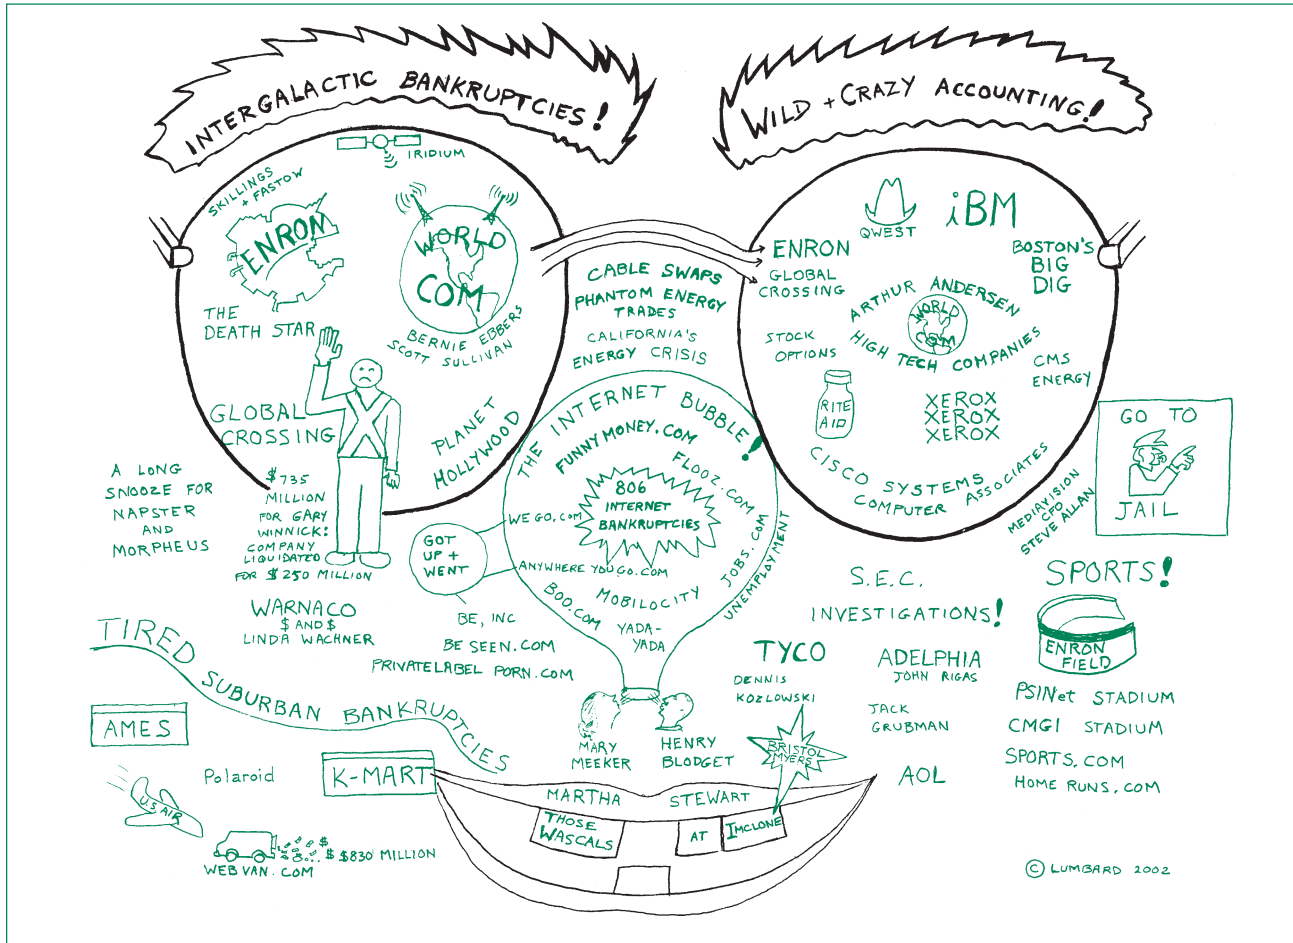 INTERGALACTIC BANKRUPTCIES!
WILD + CRAZY ACCOUNTING!
IRIDIUM
SKILLINGS
+ FASTOW
ENRON
THE
DEATH STAR
WORLD
COM
BERNIE EBBERS
SCOTT SULLIVAN
GLOBAL
CROSSING
PLANET
HOLLYWOOD
$735
MILLION
FOR GARY
WINNICK:
COMPANY
LIQUIDATED
FOR $250 MILLION
A LONG
SNOOZE FOR
NAPSTER
AND
MORPHEUS
WARNACO
$ AND $
LINDA WACHNER
CABLE SWAPS
PHANTOM ENERGY
TRADES
CALIFORNIA'S
ENERGY CRISIS
QWEST
iBM
ENRON
GLOBAL
CROSSING
BOSTON'S
BIG
DIG
ARTHUR ANDERSEN
WORLD
COM
HIGH TECH COMPANIES
STOCK
OPTIONS
CMS
ENERGY
RITE
AID
XEROX
XEROX
XEROX
CISCO SYSTEMS
COMPUTER ASSOCIATES
GO TO
JAIL
MEDIAVISION
CFO
STEVE ALLAN
THE INTERNET BUBBLE!
FUNNYMONEY.COM
FLOOZ.COM
806
INTERNET
BANKRUPTCIES
WEGO.COM
GOT
UP +
WENT
ANYWHERE YOUGO.COM
JOBS.COM
UNEMPLOYMENT
BOO.COM
MOBILOCITY
YADA-
YADA
BE, INC
BE SEEN.COM
PRIVATELABEL PORN.COM
MARY
MEEKER
HENRY
BLODGET
S.E.C.
INVESTIGATIONS!
TYCO
DENNIS
KOZLOWSKI
ADELPHIA
JOHN RIGAS
JACK
GRUBMAN
BRISTOL
MYERS
AOL
SPORTS!
ENRON
FIELD
PSINet STADIUM
CMGI STADIUM
SPORTS.COM
HOME RUNS.COM
TIRED SUBURBAN BANKRUPTCIES
AMES
Polaroid
K-MART
US AIR
$ $830 MILLION
WEBVAN.COM
MARTHA STEWART
THOSE
WASCALS
AT
IMCLONE
© LUMBARD 2002